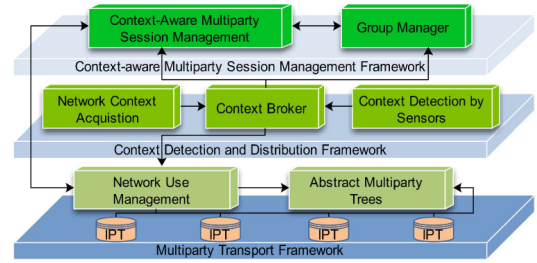 Context-Aware Multiparty
Session Management
Group Manager
Context-aware Multiparty Session Management Framework
Network Context
Acquistion
Context Broker
Context Detection by
Sensors
Context Detection and Distribution Framework
Network Use
Management
Abstract Multiparty
Trees
IPT
IPT
IPT
IPT
Multiparty Transport Framework